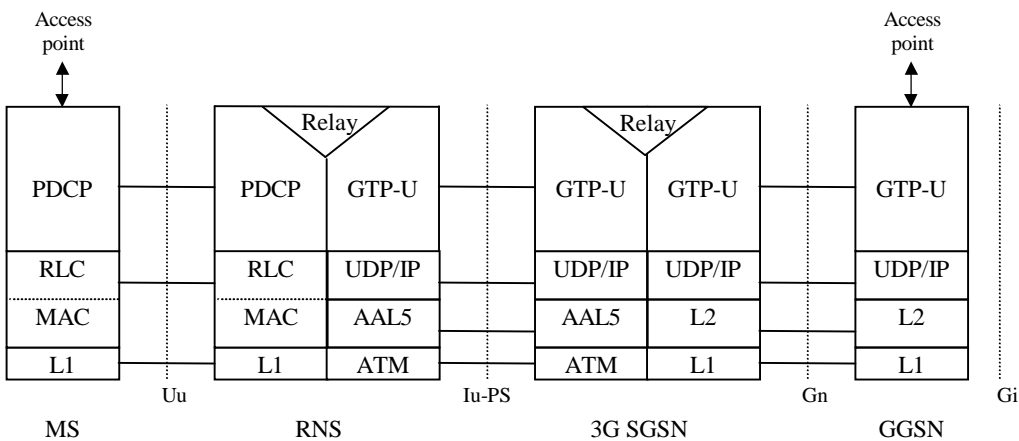 Access
point
Access
point
Relay
Relay
PDCP
PDCP
GTP-U
GTP-U
GTP-U
GTP-U
RLC
RLC
UDP/IP
UDP/IP
UDP/IP
UDP/IP
MAC
MAC
AAL5
AAL5
L2
L2
L1
L1
ATM
ATM
L1
L1
Uu
Iu-PS
Gn
Gi
MS
RNS
3G SGSN
GGSN